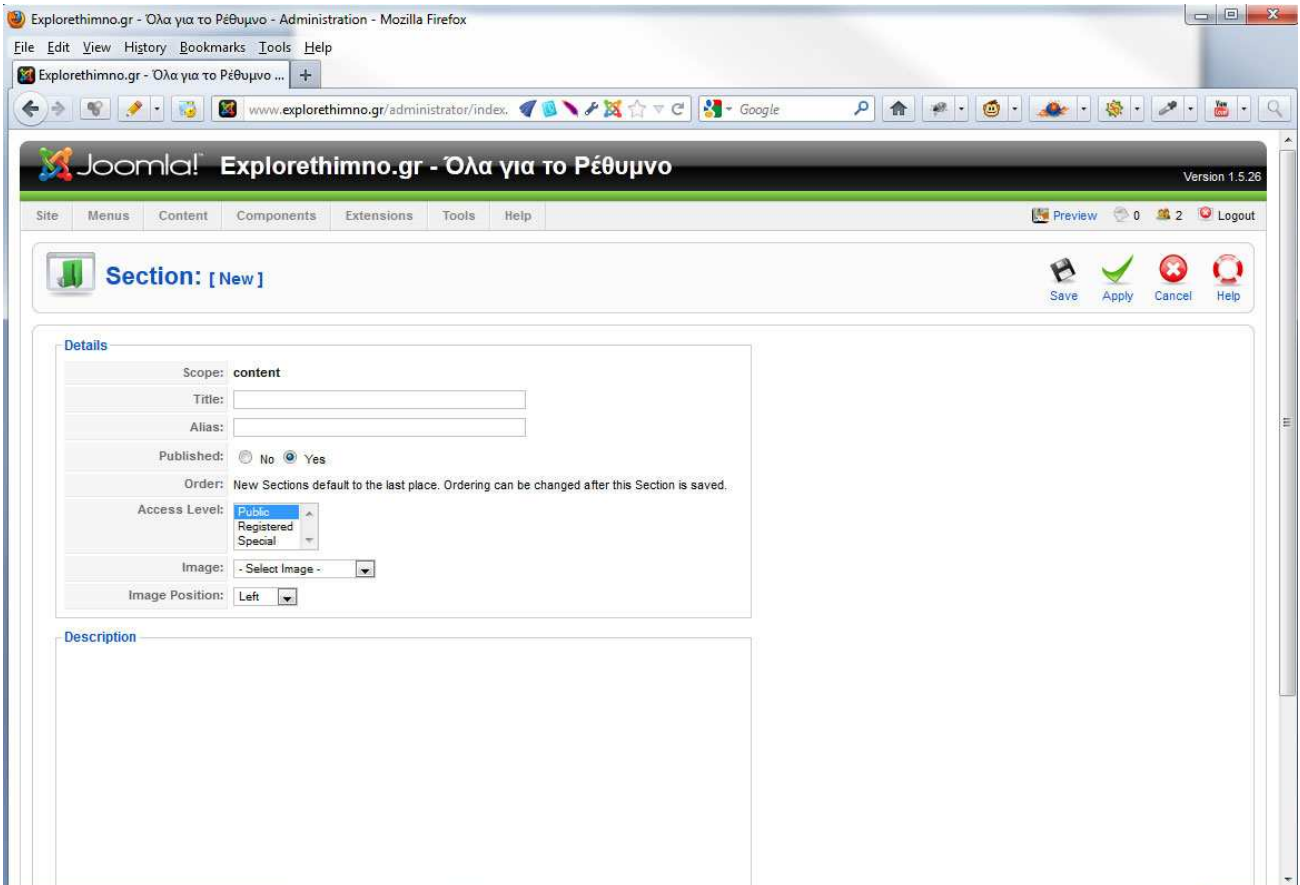 Explorethimno.gr - Όλα για το Ρέθυμνο - Administration - Mozilla Firefox
File Edit View History Bookmarks Tools Help
Explorethimno.gr - Όλα για το Ρέθυμνο ... +
www.explorethimno.gr/administrator/index. Google
Joomla! Explorethimno.gr - Όλα για το Ρέθυμνο
Version 1.5.26
Site Menus Content Components Extensions Tools Help Preview 0 2 Logout
Section: [ New ]
Save Apply Cancel Help
Details
Scope: content
Title:
Alias:
Published: No Yes
Order: New Sections default to the last place. Ordering can be changed after this Section is saved.
Access Level: Public
Registered
Special
Image: - Select Image -
Image Position: Left
Description